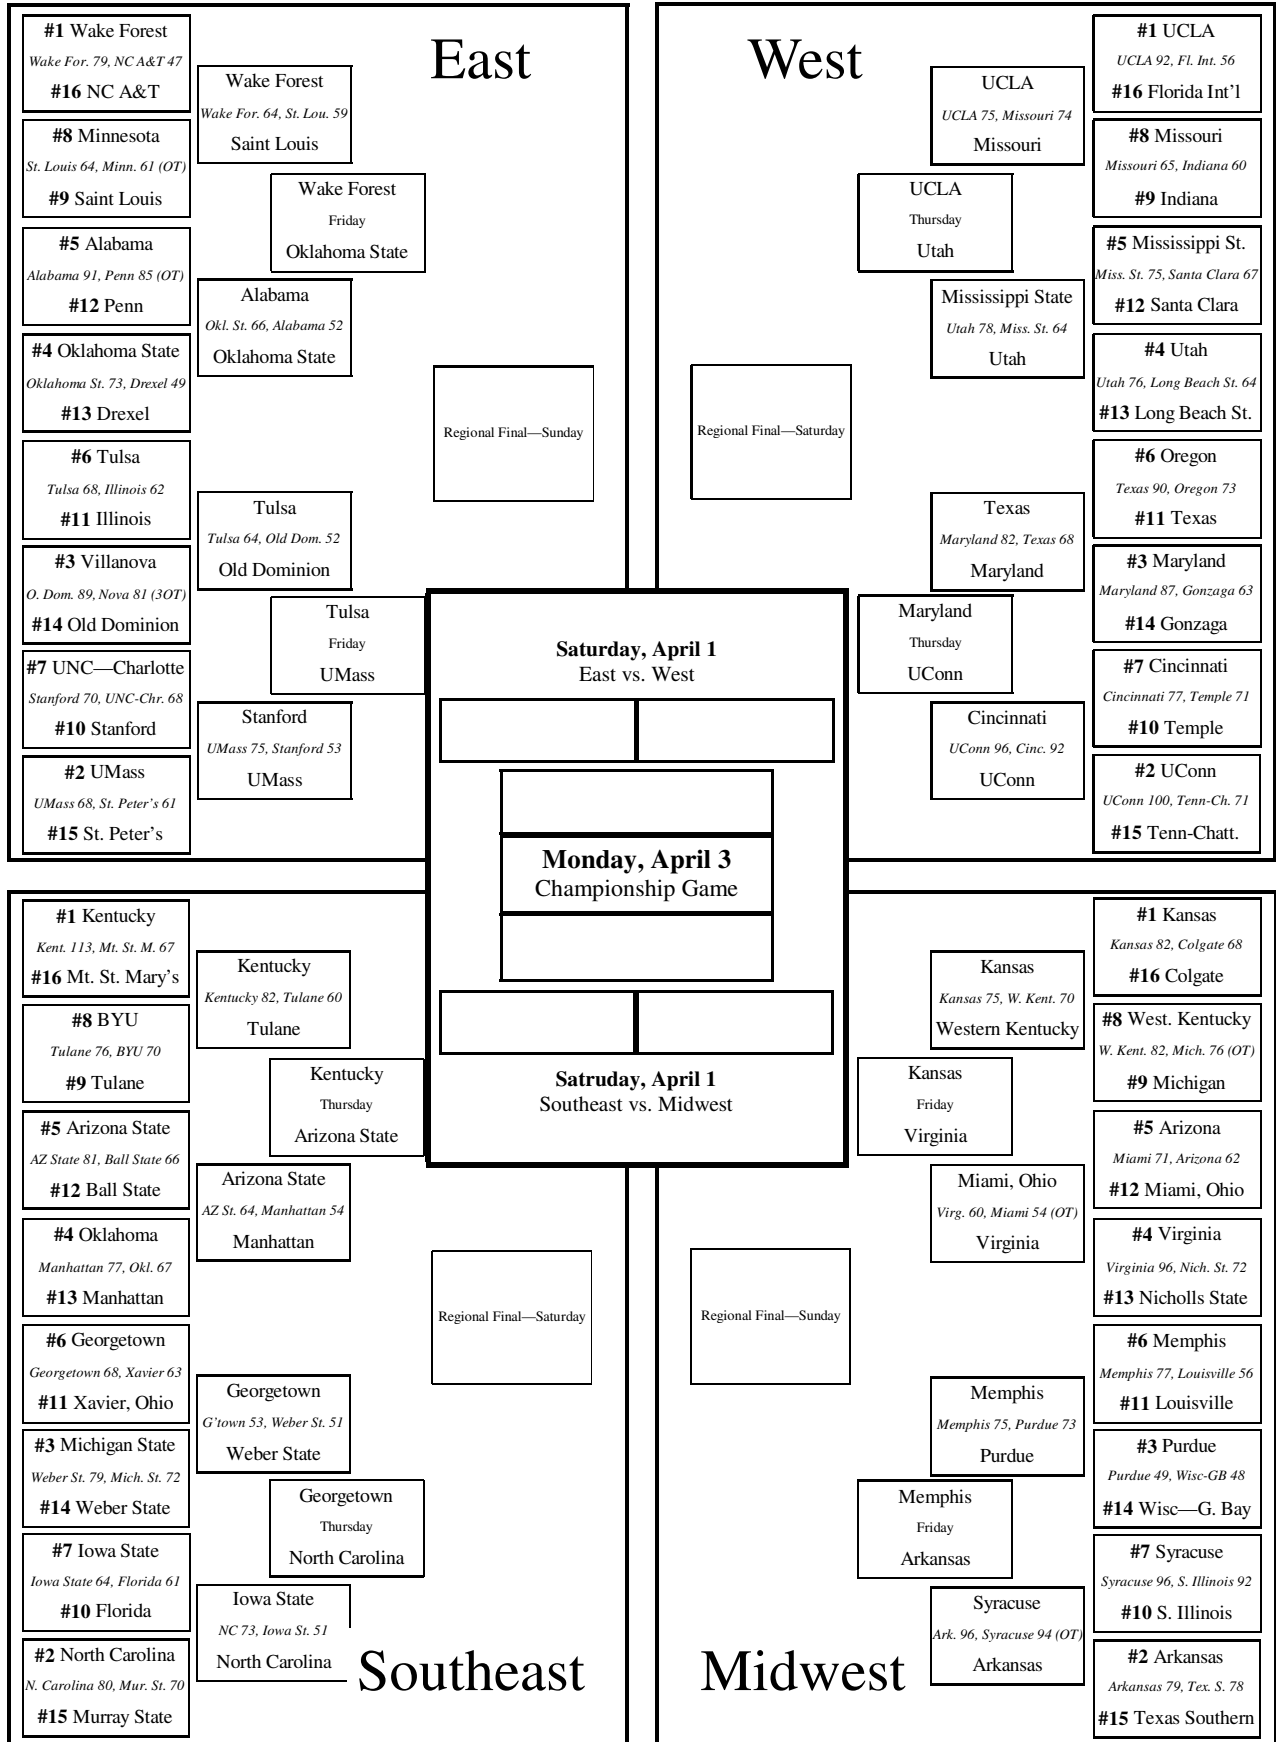 East
#1 Wake Forest
Wake For. 79, NC A&T 47
#16 NC A&T
#8 Minnesota
St. Louis 64, Minn. 61 (OT)
#9 Saint Louis
#5 Alabama
Alabama 91, Penn 85 (OT)
#12 Penn
#4 Oklahoma State
Oklahoma St. 73, Drexel 49
#13 Drexel
#6 Tulsa
Tulsa 68, Illinois 62
#11 Illinois
#3 Villanova
O. Dom. 89, Nova 81 (3OT)
#14 Old Dominion
#7 UNC—Charlotte
Stanford 70, UNC-Chr. 68
#10 Stanford
#2 UMass
UMass 68, St. Peter's 61
#15 St. Peter's
Wake Forest
Wake For. 64, St. Lou. 59
Saint Louis
Alabama
Okl. St. 66, Alabama 52
Oklahoma State
Tulsa
Tulsa 64, Old Dom. 52
Old Dominion
Stanford
UMass 75, Stanford 53
UMass
Wake Forest
Friday
Oklahoma State
Tulsa
Friday
UMass
Regional Final—Sunday
West
#1 UCLA
UCLA 92, Fl. Int. 56
#16 Florida Int'l
#8 Missouri
Missouri 65, Indiana 60
#9 Indiana
#5 Mississippi St.
Miss. St. 75, Santa Clara 67
#12 Santa Clara
#4 Utah
Utah 76, Long Beach St. 64
#13 Long Beach St.
#6 Oregon
Texas 90, Oregon 73
#11 Texas
#3 Maryland
Maryland 87, Gonzaga 63
#14 Gonzaga
#7 Cincinnati
Cincinnati 77, Temple 71
#10 Temple
#2 UConn
UConn 100, Tenn-Ch. 71
#15 Tenn-Chatt.
UCLA
UCLA 75, Missouri 74
Missouri
Mississippi State
Utah 78, Miss. St. 64
Utah
Texas
Maryland 82, Texas 68
Maryland
Cincinnati
UConn 96, Cinc. 92
UConn
UCLA
Thursday
Utah
Maryland
Thursday
UConn
Regional Final—Saturday
Saturday, April 1
East vs. West
Monday, April 3
Championship Game
Satruday, April 1
Southeast vs. Midwest
#1 Kentucky
Kent. 113, Mt. St. M. 67
#16 Mt. St. Mary's
#8 BYU
Tulane 76, BYU 70
#9 Tulane
#5 Arizona State
AZ State 81, Ball State 66
#12 Ball State
#4 Oklahoma
Manhattan 77, Okl. 67
#13 Manhattan
#6 Georgetown
Georgetown 68, Xavier 63
#11 Xavier, Ohio
#3 Michigan State
Weber St. 79, Mich. St. 72
#14 Weber State
#7 Iowa State
Iowa State 64, Florida 61
#10 Florida
#2 North Carolina
N. Carolina 80, Mur. St. 70
#15 Murray State
Kentucky
Kentucky 82, Tulane 60
Tulane
Arizona State
AZ St. 64, Manhattan 54
Manhattan
Georgetown
G'town 53, Weber St. 51
Weber State
Iowa State
NC 73, Iowa St. 51
North Carolina
Kentucky
Thursday
Arizona State
Georgetown
Thursday
North Carolina
Regional Final—Saturday
Southeast
#1 Kansas
Kansas 82, Colgate 68
#16 Colgate
#8 West. Kentucky
W. Kent. 82, Mich. 76 (OT)
#9 Michigan
#5 Arizona
Miami 71, Arizona 62
#12 Miami, Ohio
#4 Virginia
Virginia 96, Nich. St. 72
#13 Nicholls State
#6 Memphis
Memphis 77, Louisville 56
#11 Louisville
#3 Purdue
Purdue 49, Wisc-GB 48
#14 Wisc—G. Bay
#7 Syracuse
Syracuse 96, S. Illinois 92
#10 S. Illinois
#2 Arkansas
Arkansas 79, Tex. S. 78
#15 Texas Southern
Kansas
Kansas 75, W. Kent. 70
Western Kentucky
Miami, Ohio
Virg. 60, Miami 54 (OT)
Virginia
Memphis
Memphis 75, Purdue 73
Purdue
Syracuse
Ark. 96, Syracuse 94 (OT)
Arkansas
Kansas
Friday
Virginia
Memphis
Friday
Arkansas
Regional Final—Sunday
Midwest